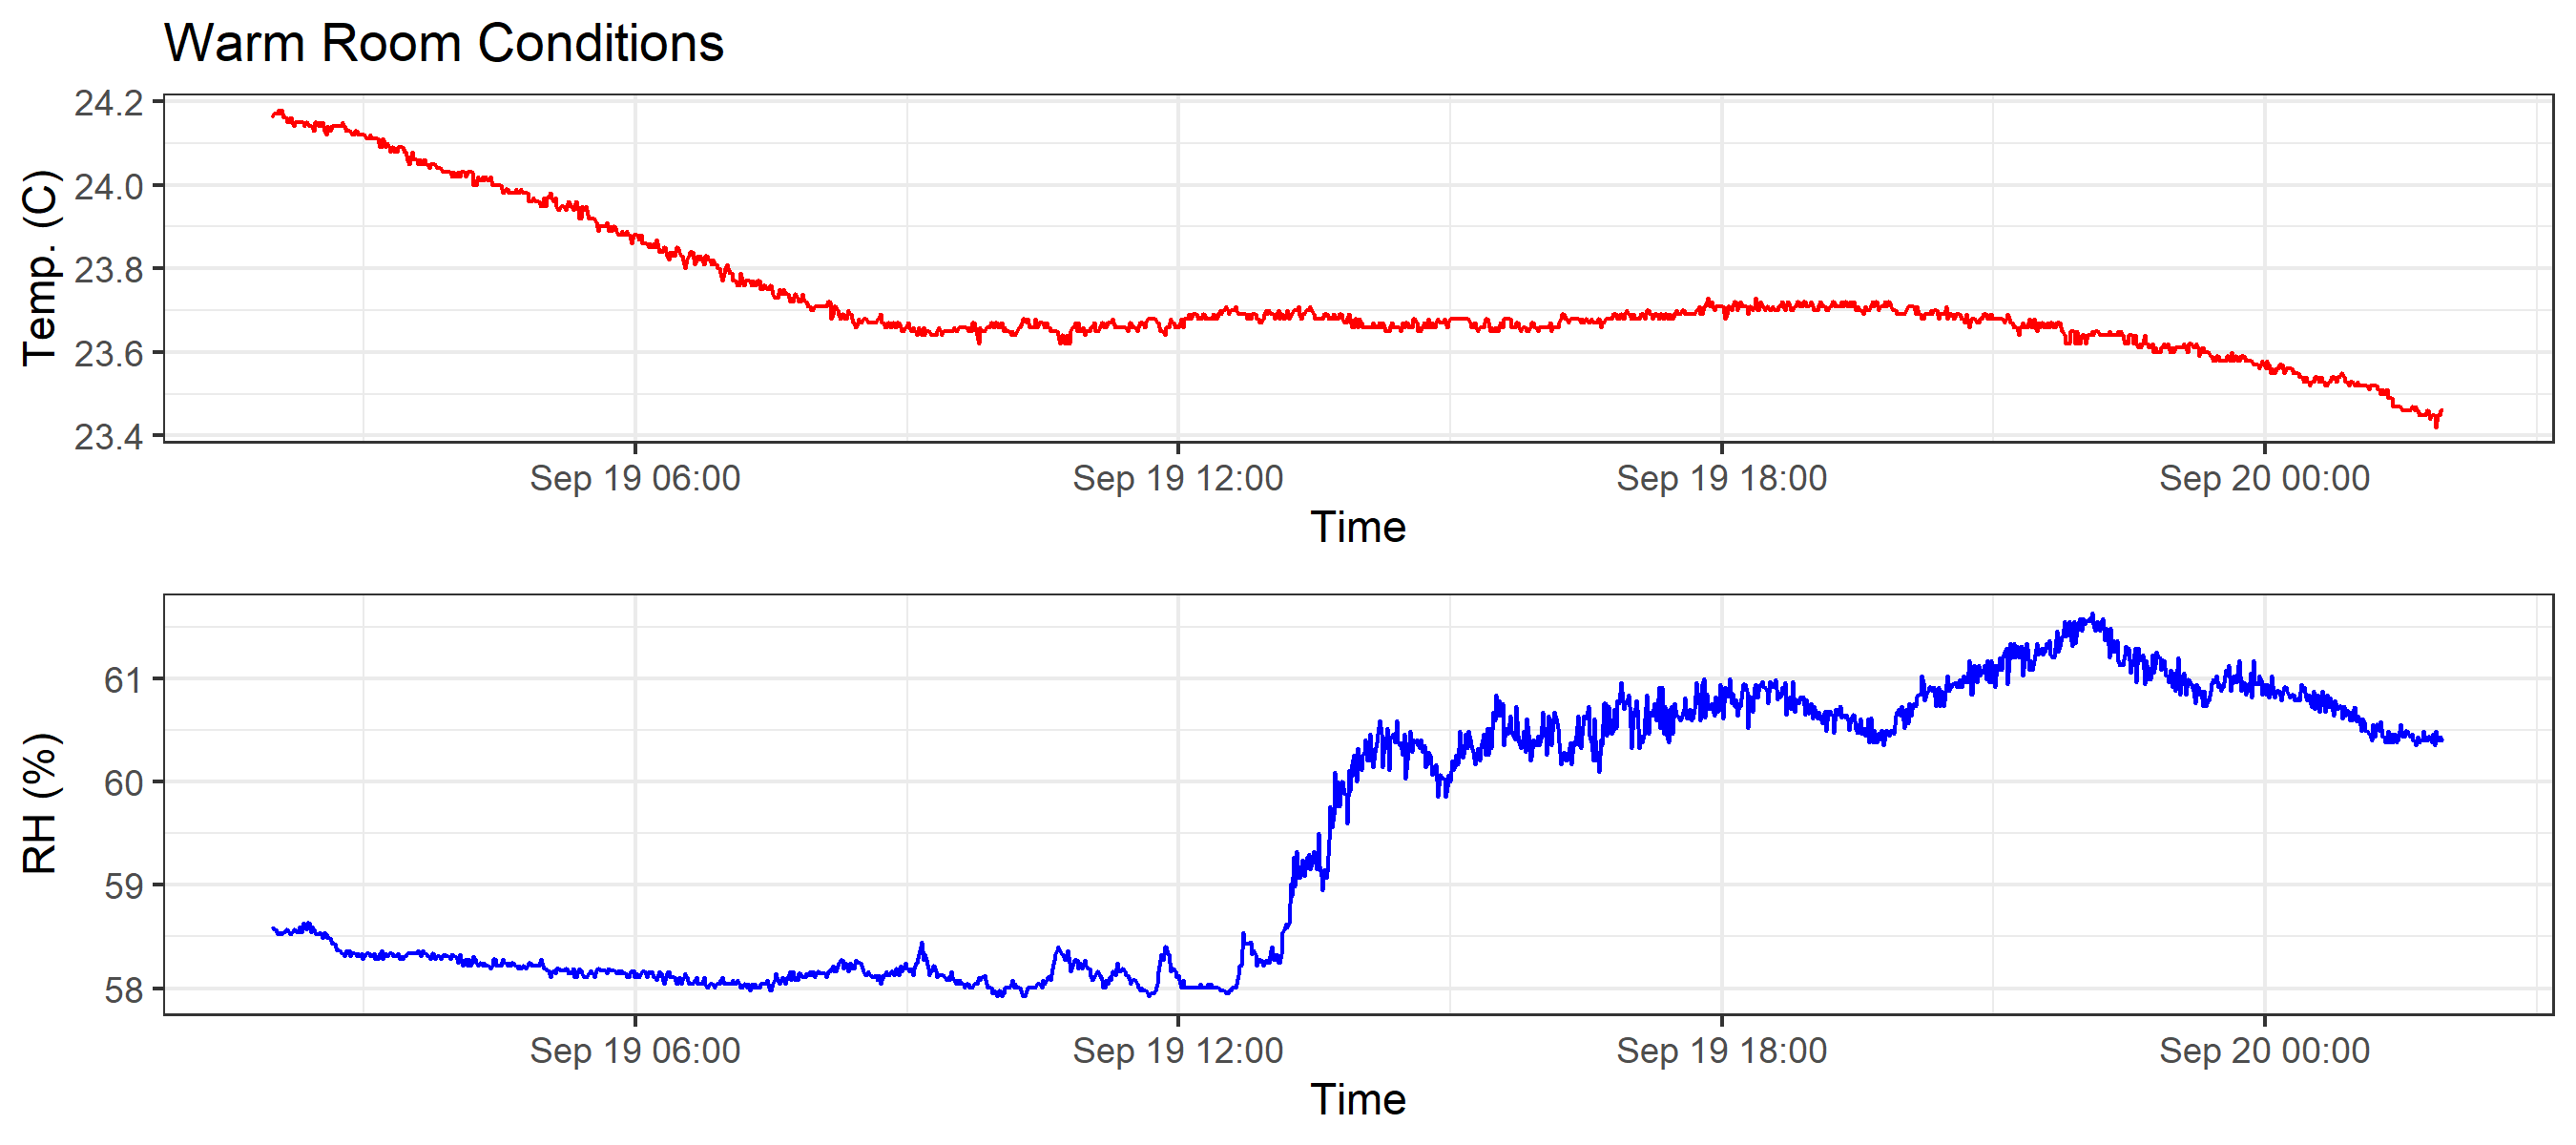 Warm Room Conditions
24.2
24.0
23.8
23.6
23.4
Temp. (C)
Sep 19 06:00 Sep 19 12:00 Sep 19 18:00 Sep 20 00:00
Time
61
60
59
58
RH (%)
Sep 19 06:00 Sep 19 12:00 Sep 19 18:00 Sep 20 00:00
Time